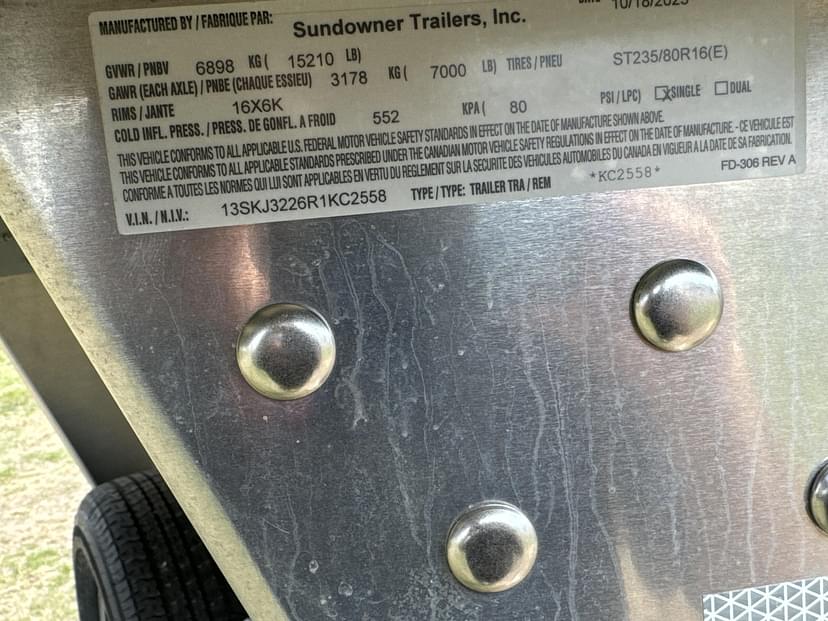 MANUFACTURED BY / FABRIQUE PAR: Sundowner Trailers, Inc. DATE 10/18/2023
GVWR / PNBV 6898 KG ( 15210 LB)
GAWR (EACH AXLE) / PNBE (CHAQUE ESSIEU) 3178 KG ( 7000 LB) TIRES / PNEU ST235/80R16(E)
RIMS / JANTE 16X6K
COLD INFL. PRESS. / PRESS. DE GONFL. A FROID 552 KPA ( 80 PSI / LPC) X SINGLE DUAL
THIS VEHICLE CONFORMS TO ALL APPLICABLE U.S. FEDERAL MOTOR VEHICLE SAFETY STANDARDS IN EFFECT ON THE DATE OF MANUFACTURE SHOWN ABOVE.
THIS VEHICLE CONFORMS TO ALL APPLICABLE STANDARDS PRESCRIBED UNDER THE CANADIAN MOTOR VEHICLE SAFETY REGULATIONS IN EFFECT ON THE DATE OF MANUFACTURE. - CE VEHICULE EST
CONFORME A TOUTES LES NORMES QUI LUI SONT APPLICABLES EN VERTU DU REGLEMENT SUR LA SECURITE DES VEHICULES AUTOMOBILES DU CANADA EN VIGUEUR A LA DATE DE SA FABRICATION.
V.I.N. / N.I.V.: 13SKJ3226R1KC2558 TYPE / TYPE: TRAILER TRA / REM *KC2558* FD-306 REV A